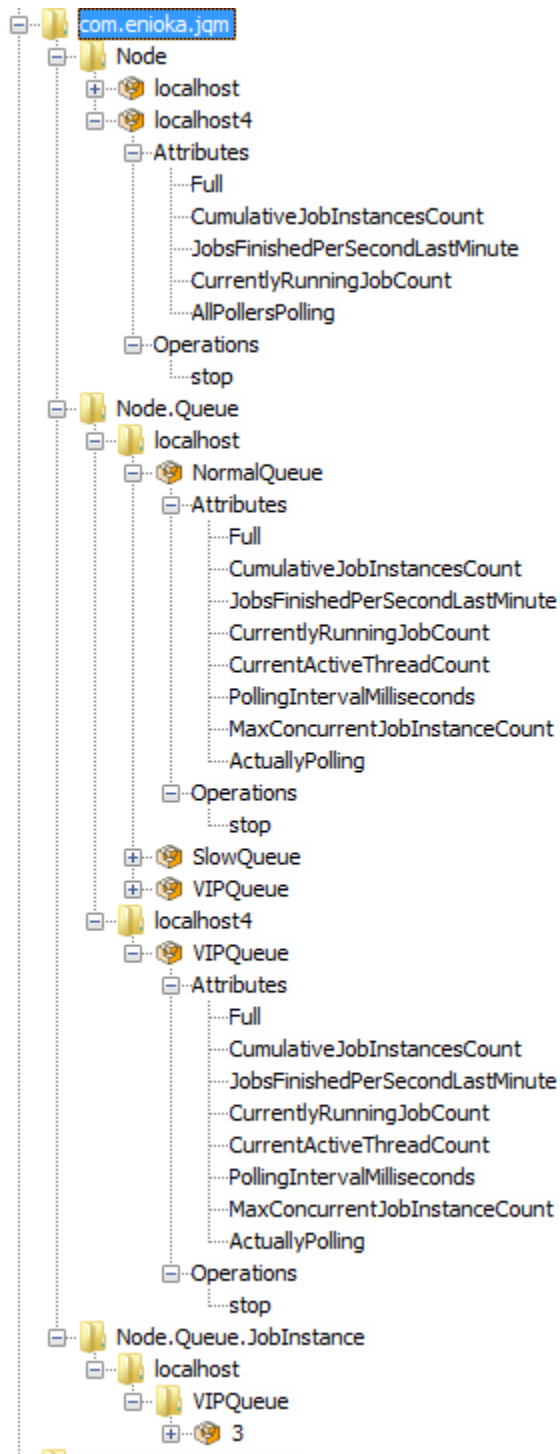 com.enioka.jqm
Node
localhost
localhost4
Attributes
Full
CumulativeJobInstancesCount
JobsFinishedPerSecondLastMinute
CurrentlyRunningJobCount
AllPollersPolling
Operations
stop
Node.Queue
localhost
NormalQueue
Attributes
Full
CumulativeJobInstancesCount
JobsFinishedPerSecondLastMinute
CurrentlyRunningJobCount
CurrentActiveThreadCount
PollingIntervalMilliseconds
MaxConcurrentJobInstanceCount
ActuallyPolling
Operations
stop
SlowQueue
VIPQueue
localhost4
VIPQueue
Attributes
Full
CumulativeJobInstancesCount
JobsFinishedPerSecondLastMinute
CurrentlyRunningJobCount
CurrentActiveThreadCount
PollingIntervalMilliseconds
MaxConcurrentJobInstanceCount
ActuallyPolling
Operations
stop
Node.Queue.JobInstance
localhost
VIPQueue
3